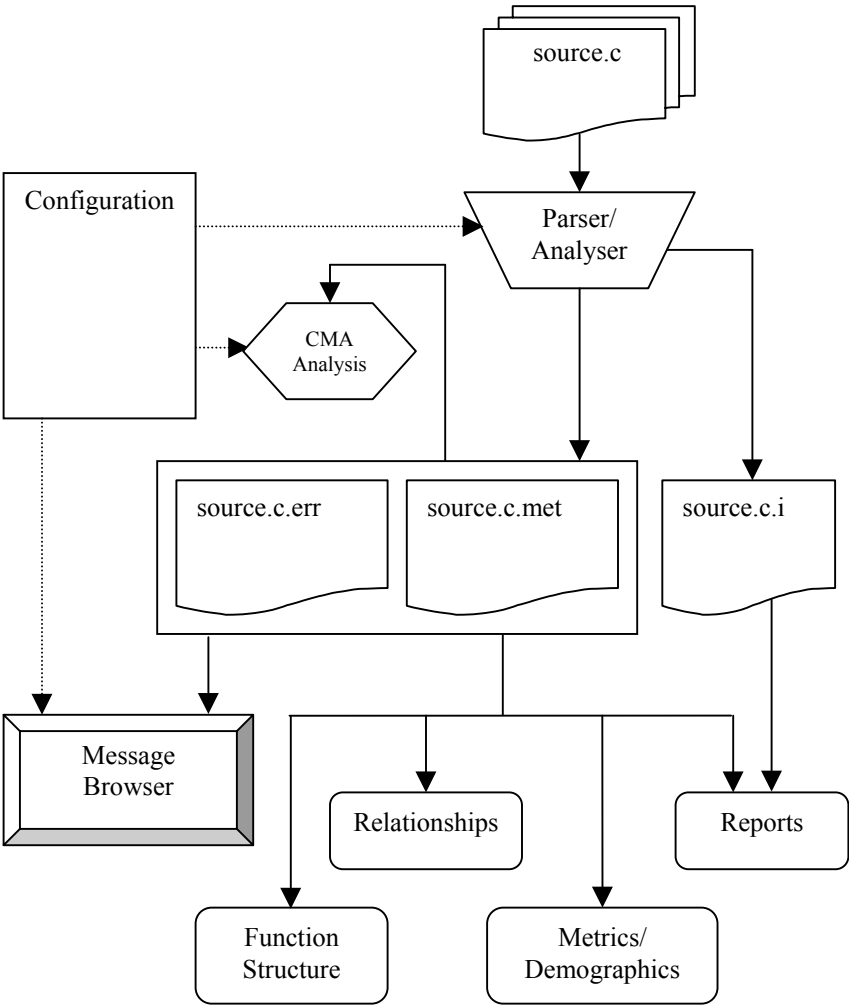 source.c
Configuration
Parser/
Analyser
CMA
Analysis
source.c.err
source.c.met
source.c.i
Message
Browser
Relationships
Reports
Function
Structure
Metrics/
Demographics